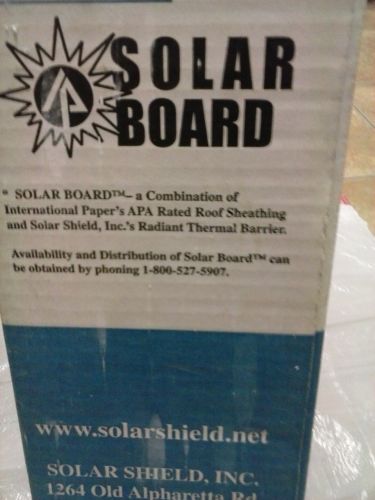 SOLAR
BOARD
" SOLAR BOARD™– a Combination of
International Paper's APA Rated Roof Sheathing
and Solar Shield, Inc.'s Radiant Thermal Barrier.
Availability and Distribution of Solar Board™ can
be obtained by phoning 1-800-527-5907.
www.solarshield.net
SOLAR SHIELD, INC.
1264 Old Alpharetta Rd